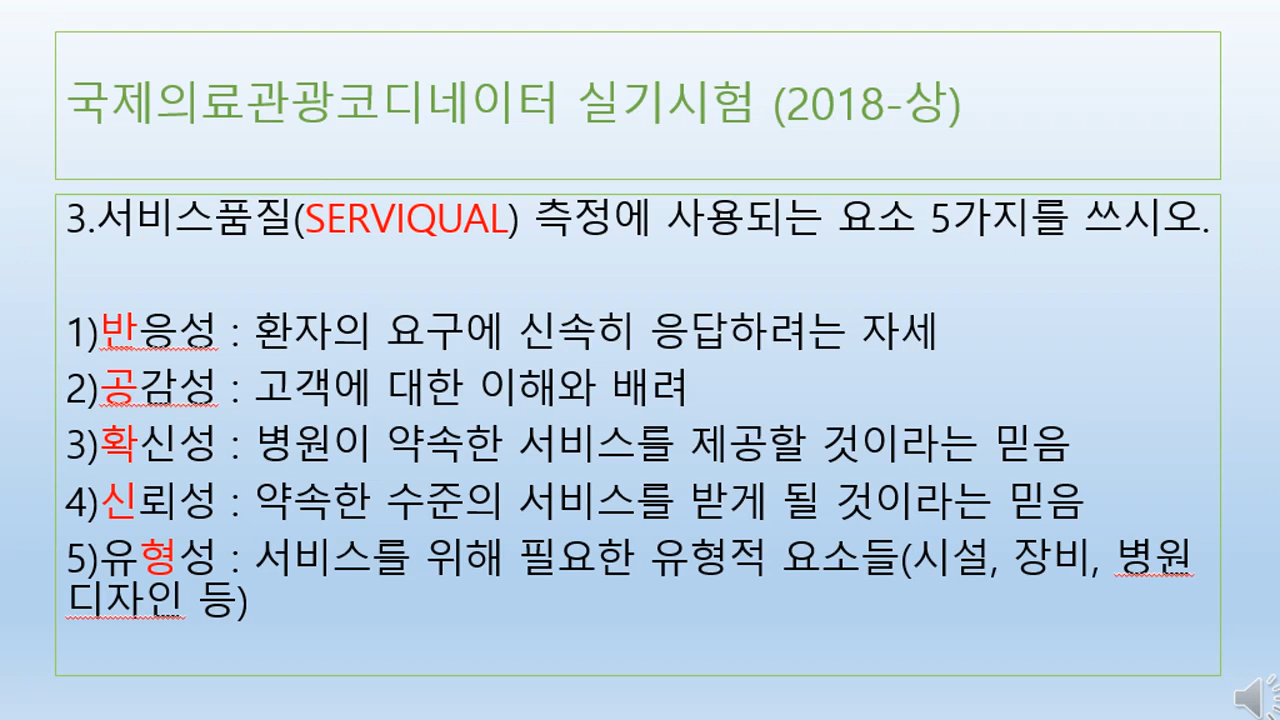 국제의료관광코디네이터 실기시험 (2018-상)
3.서비스품질(SERVIQUAL) 측정에 사용되는 요소 5가지를 쓰시오.
1)반응성 : 환자의 요구에 신속히 응답하려는 자세
2)공감성 : 고객에 대한 이해와 배려
3)확신성 : 병원이 약속한 서비스를 제공할 것이라는 믿음
4)신뢰성 : 약속한 수준의 서비스를 받게 될 것이라는 믿음
5)유형성 : 서비스를 위해 필요한 유형적 요소들(시설, 장비, 병원
디자인 등)